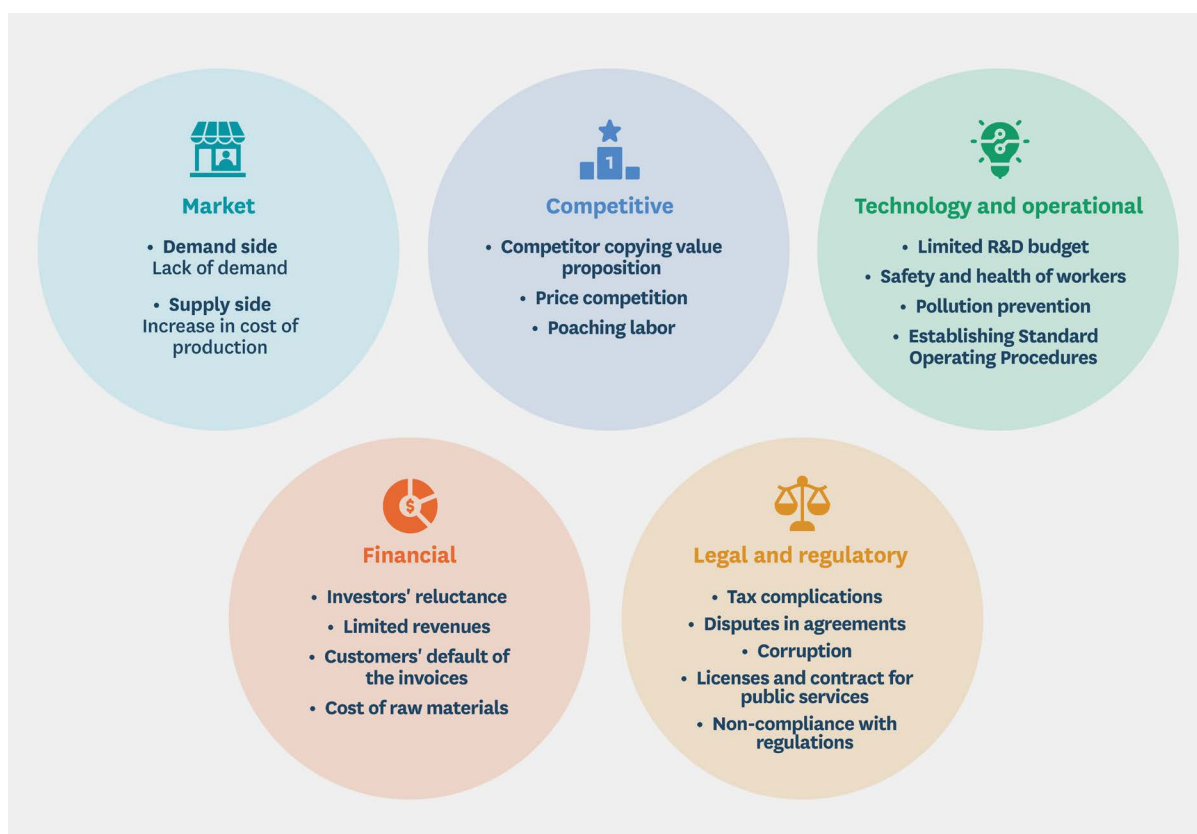 Market
• Demand side
Lack of demand
• Supply side
Increase in cost of
production
1
Competitive
• Competitor copying value
proposition
• Price competition
• Poaching labor
Technology and operational
• Limited R&D budget
• Safety and health of workers
• Pollution prevention
• Establishing Standard
Operating Procedures
$
Financial
• Investors' reluctance
• Limited revenues
• Customers' default of
the invoices
• Cost of raw materials
Legal and regulatory
• Tax complications
• Disputes in agreements
• Corruption
• Licenses and contract for
public services
• Non-compliance with
regulations